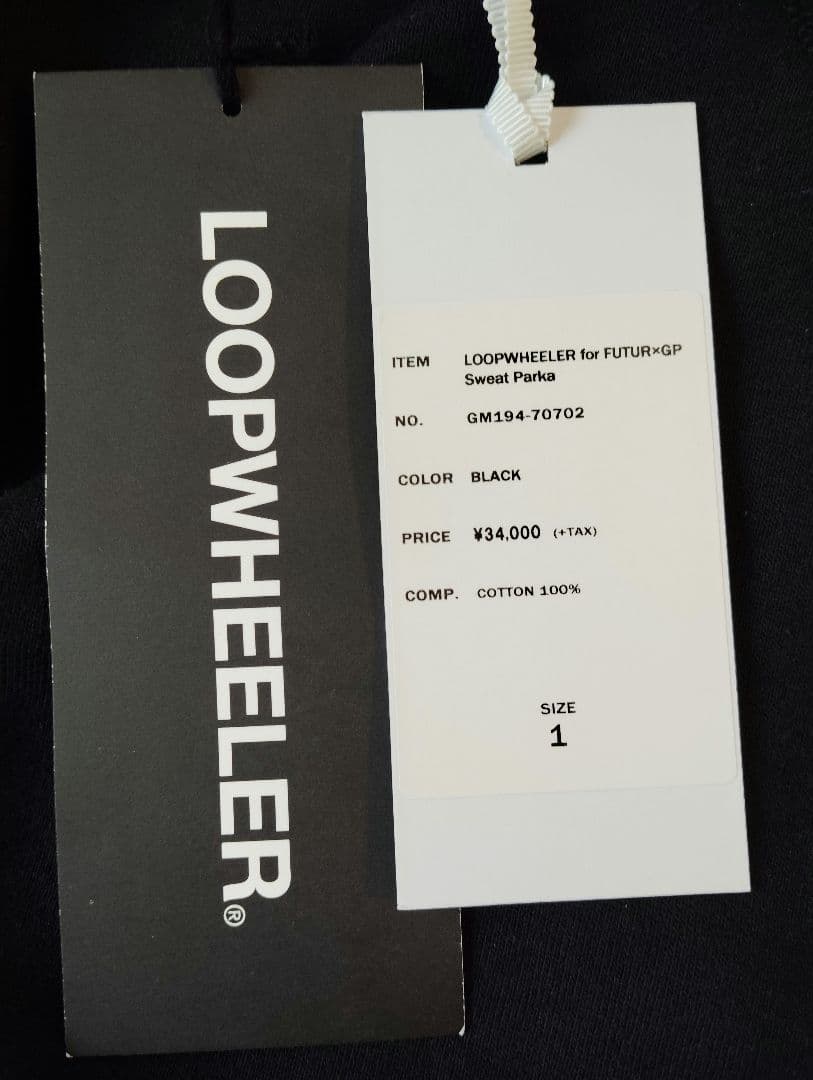 LOOPWHEELER®
ITEM LOOPWHEELER for FUTUR×GP
Sweat Parka
NO. GM194-70702
COLOR BLACK
PRICE ¥34,000 (+TAX)
COMP. COTTON 100%
SIZE
1